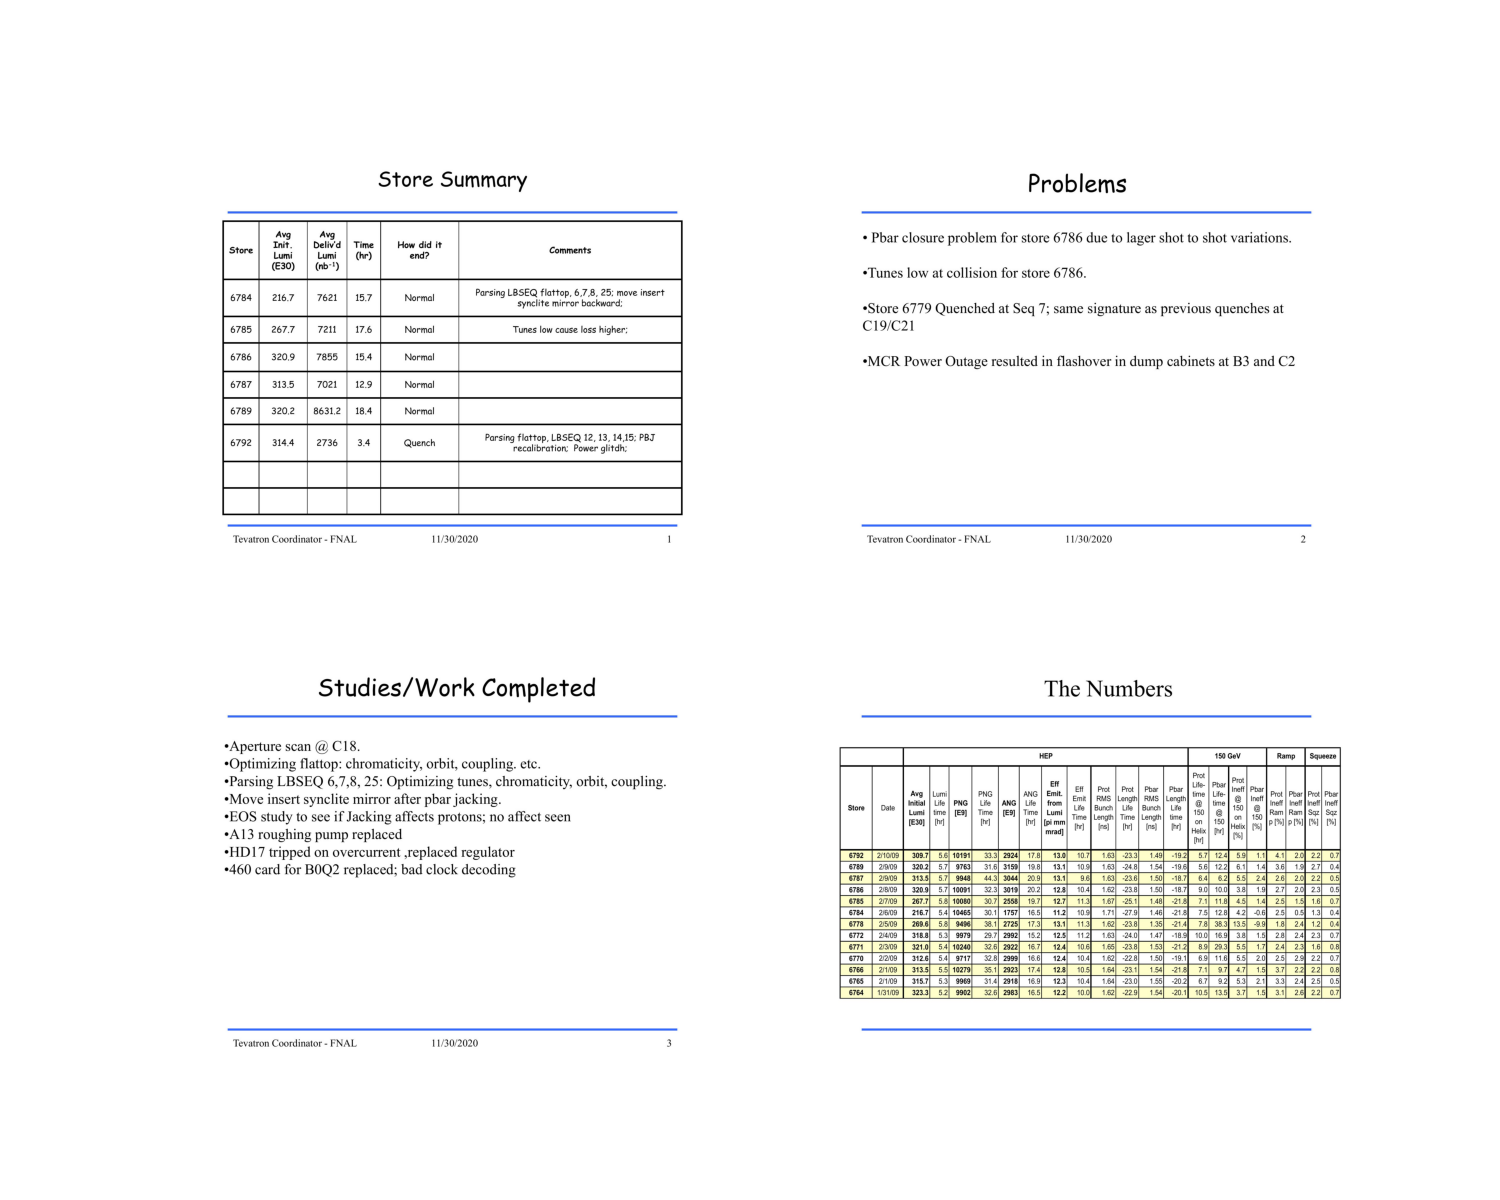 Store Summary
Store | Avg Init. Lumi (E30) | Avg Deliv'd Lumi (nb⁻¹) | Time (hr) | How did it end? | Comments
6784 | 216.7 | 7621 | 15.7 | Normal | Parsing LBSEQ flattop, 6,7,8, 25; move insert synclite mirror backward;
6785 | 267.7 | 7211 | 17.6 | Normal | Tunes low cause loss higher;
6786 | 320.9 | 7855 | 15.4 | Normal
6787 | 313.5 | 7021 | 12.9 | Normal
6789 | 320.2 | 8631.2 | 18.4 | Normal
6792 | 314.4 | 2736 | 3.4 | Quench | Parsing flattop, LBSEQ 12, 13, 14,15; PBJ recalibration; Power glitdh;
Tevatron Coordinator - FNAL 11/30/2020 1
Problems
• Pbar closure problem for store 6786 due to lager shot to shot variations.
•Tunes low at collision for store 6786.
•Store 6779 Quenched at Seq 7; same signature as previous quenches at
C19/C21
•MCR Power Outage resulted in flashover in dump cabinets at B3 and C2
Tevatron Coordinator - FNAL 11/30/2020 2
Studies/Work Completed
•Aperture scan @ C18.
•Optimizing flattop: chromaticity, orbit, coupling. etc.
•Parsing LBSEQ 6,7,8, 25: Optimizing tunes, chromaticity, orbit, coupling.
•Move insert synclite mirror after pbar jacking.
•EOS study to see if Jacking affects protons; no affect seen
•A13 roughing pump replaced
•HD17 tripped on overcurrent ,replaced regulator
•460 card for B0Q2 replaced; bad clock decoding
Tevatron Coordinator - FNAL 11/30/2020 3
The Numbers
HEP | 150 GeV | Ramp | Squeeze
Store | Date | Avg Initial Lumi [E30] | Lumi Life time [hr] | PNG [E9] | PNG Life Time [hr] | ANG [E9] | ANG Life Time [hr] | Eff Emit. from Lumi [pi mm mrad] | Eff Emit Life Time [hr] | Prot RMS Bunch Length [ns] | Prot Length Life Time [hr] | Pbar RMS Bunch Length [ns] | Pbar Length Life time [hr] | Prot Life-time @ 150 on Helix [hr] | Pbar Life-time @ 150 [hr] | Prot Ineff @ 150 on Helix [%] | Pbar Ineff @ 150 [%] | Prot Ineff Ram p [%] | Pbar Ineff Ram p [%] | Prot Ineff Sqz [%] | Pbar Ineff Sqz [%]
6792 | 2/10/09 | 309.7 | 5.6 | 10191 | 33.3 | 2924 | 17.8 | 13.0 | 10.7 | 1.63 | -23.3 | 1.49 | -19.2 | 5.7 | 12.4 | 5.9 | 1.1 | 4.1 | 2.0 | 2.2 | 0.7
6789 | 2/9/09 | 320.2 | 5.7 | 9763 | 31.6 | 3159 | 19.8 | 13.1 | 10.9 | 1.63 | -24.8 | 1.54 | -19.6 | 5.6 | 12.2 | 6.1 | 1.4 | 3.6 | 1.9 | 2.7 | 0.4
6787 | 2/9/09 | 313.5 | 5.7 | 9948 | 44.3 | 3044 | 20.9 | 13.1 | 9.6 | 1.63 | -23.6 | 1.50 | -18.7 | 6.4 | 6.2 | 5.5 | 2.4 | 2.6 | 2.0 | 2.2 | 0.5
6786 | 2/8/09 | 320.9 | 5.7 | 10091 | 32.3 | 3019 | 20.2 | 12.8 | 10.4 | 1.62 | -23.8 | 1.50 | -18.7 | 9.0 | 10.0 | 3.8 | 1.9 | 2.7 | 2.0 | 2.3 | 0.5
6785 | 2/7/09 | 267.7 | 5.8 | 10080 | 30.7 | 2558 | 19.7 | 12.7 | 11.3 | 1.67 | -25.1 | 1.48 | -21.8 | 7.1 | 11.8 | 4.5 | 1.4 | 2.5 | 1.5 | 1.6 | 0.7
6784 | 2/6/09 | 216.7 | 5.4 | 10465 | 30.1 | 1757 | 16.5 | 11.2 | 10.9 | 1.71 | -27.9 | 1.46 | -21.8 | 7.5 | 12.8 | 4.2 | -0.6 | 2.5 | 0.5 | 1.3 | 0.4
6778 | 2/5/09 | 269.6 | 5.8 | 9496 | 38.1 | 2725 | 17.3 | 13.1 | 11.3 | 1.62 | -23.8 | 1.35 | -21.4 | 7.8 | 38.3 | 13.5 | -9.9 | 1.8 | 2.4 | 1.2 | 0.4
6772 | 2/4/09 | 318.8 | 5.3 | 9979 | 29.7 | 2992 | 15.2 | 12.5 | 11.2 | 1.63 | -24.0 | 1.47 | -18.9 | 10.0 | 16.9 | 3.8 | 1.5 | 2.8 | 2.4 | 2.3 | 0.7
6771 | 2/3/09 | 321.0 | 5.4 | 10240 | 32.6 | 2922 | 16.7 | 12.4 | 10.6 | 1.65 | -23.8 | 1.53 | -21.2 | 8.9 | 29.3 | 5.5 | 1.7 | 2.4 | 2.3 | 1.6 | 0.8
6770 | 2/2/09 | 312.6 | 5.4 | 9717 | 32.8 | 2999 | 16.6 | 12.4 | 10.4 | 1.62 | -22.8 | 1.50 | -19.1 | 6.9 | 11.6 | 5.5 | 2.0 | 2.5 | 2.9 | 2.2 | 0.7
6766 | 2/1/09 | 313.5 | 5.5 | 10279 | 35.1 | 2923 | 17.4 | 12.8 | 10.5 | 1.64 | -23.1 | 1.54 | -21.8 | 7.1 | 9.7 | 4.7 | 1.5 | 3.7 | 2.2 | 2.2 | 0.8
6765 | 2/1/09 | 315.7 | 5.3 | 9969 | 31.4 | 2918 | 16.9 | 12.3 | 10.4 | 1.64 | -23.0 | 1.55 | -20.2 | 6.7 | 9.2 | 5.3 | 2.1 | 3.3 | 2.4 | 2.5 | 0.5
6764 | 1/31/09 | 323.3 | 5.2 | 9902 | 32.6 | 2983 | 16.5 | 12.2 | 10.0 | 1.62 | -22.9 | 1.54 | -20.1 | 10.5 | 13.5 | 3.7 | 1.5 | 3.1 | 2.6 | 2.2 | 0.7